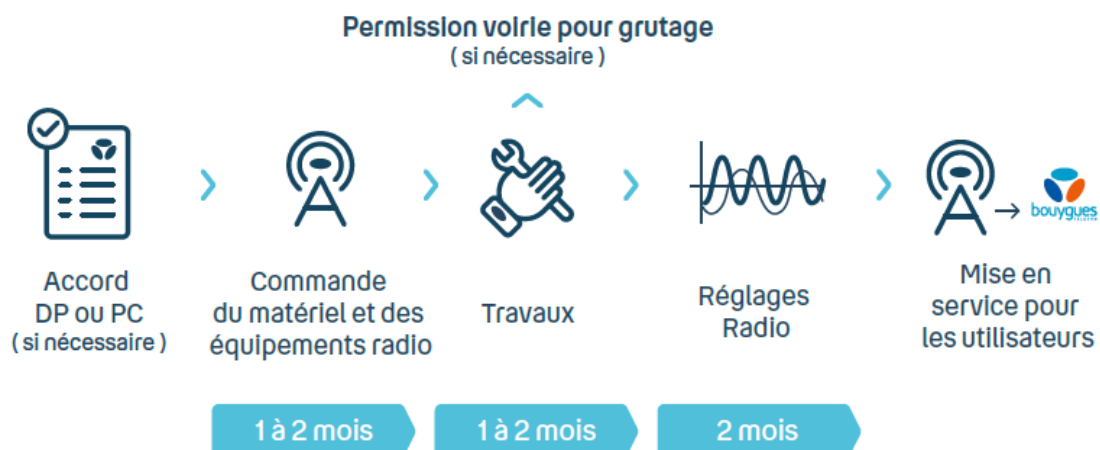 Permission voirie pour grutage
( si nécessaire )
Accord
DP ou PC
( si nécessaire )
Commande
du matériel et des
équipements radio
Travaux
Réglages
Radio
bouygues
TELECOM
Mise en
service pour
les utilisateurs
1 à 2 mois
1 à 2 mois
2 mois